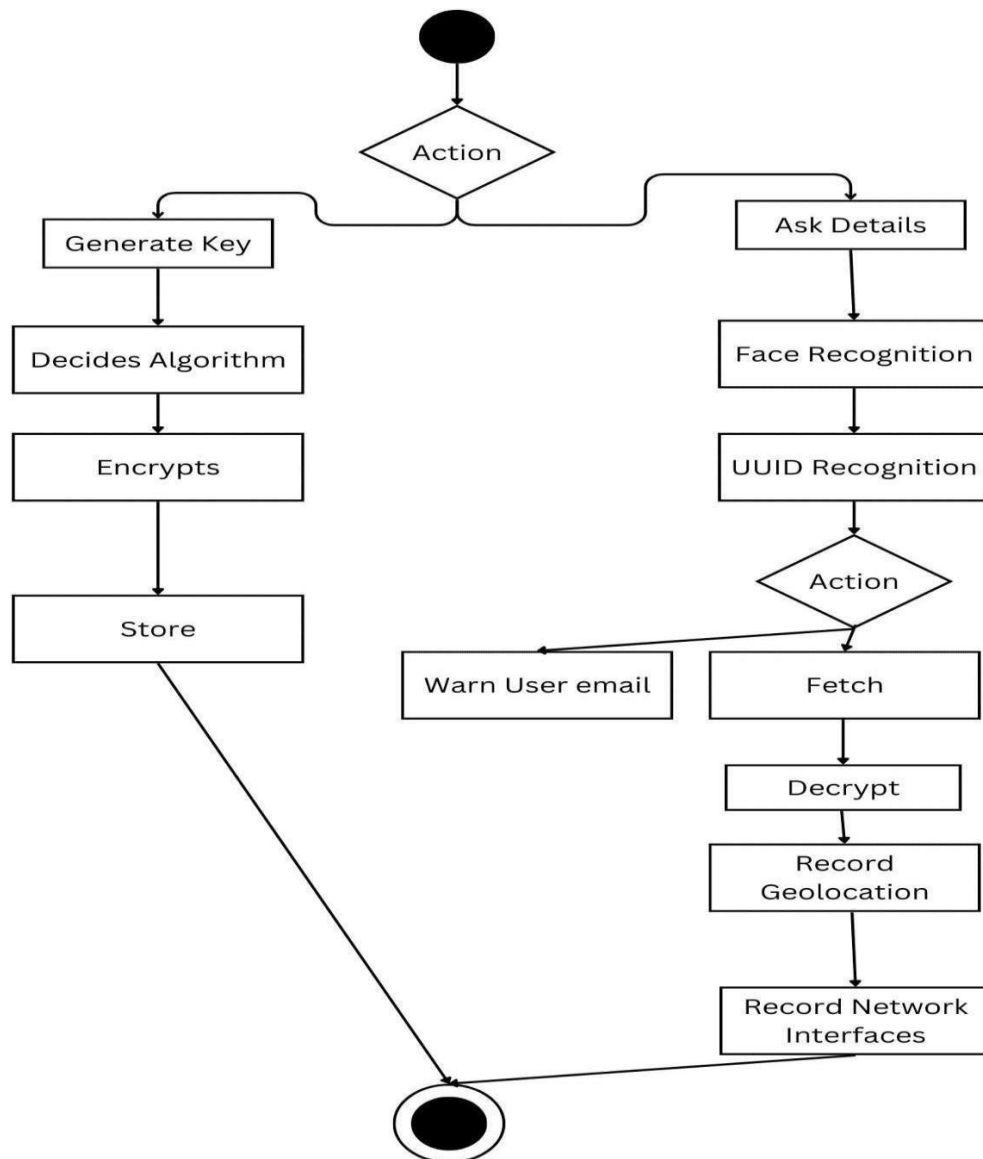 Action
Generate Key
Ask Details
Decides Algorithm
Face Recognition
Encrypts
UUID Recognition
Action
Store
Warn User email
Fetch
Decrypt
Record
Geolocation
Record Network
Interfaces